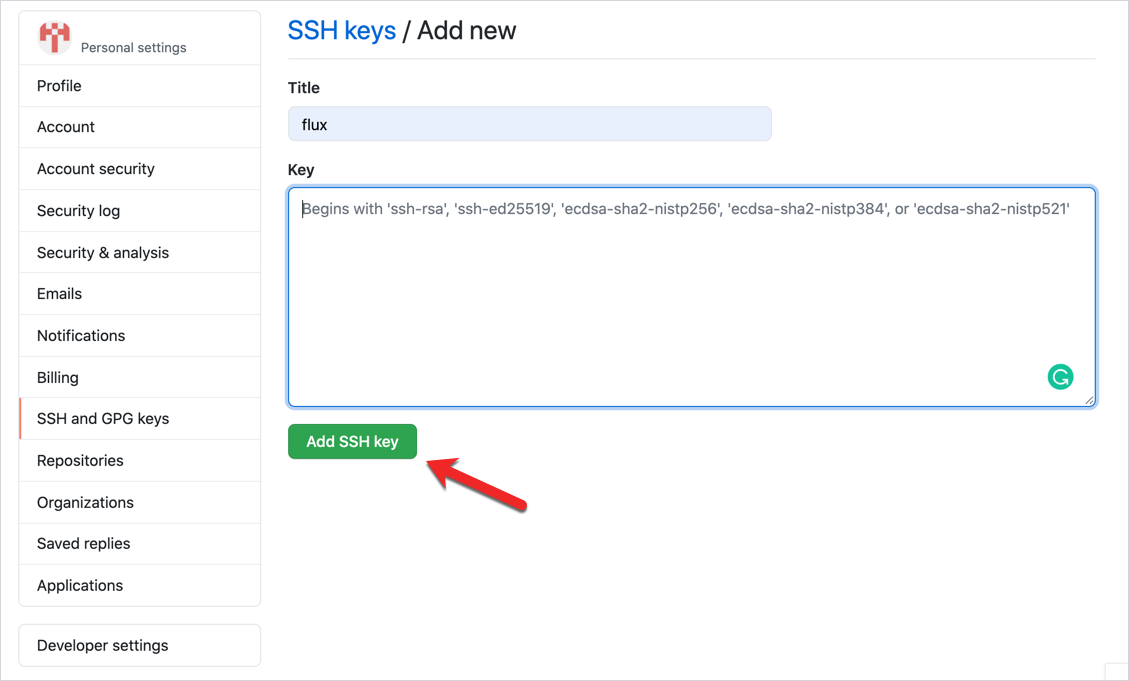 Personal settings
Profile
Account
Account security
Security log
Security & analysis
Emails
Notifications
Billing
SSH and GPG keys
Repositories
Organizations
Saved replies
Applications
Developer settings
SSH keys / Add new
Title
flux
Key
Begins with 'ssh-rsa', 'ssh-ed25519', 'ecdsa-sha2-nistp256', 'ecdsa-sha2-nistp384', or 'ecdsa-sha2-nistp521'
Add SSH key